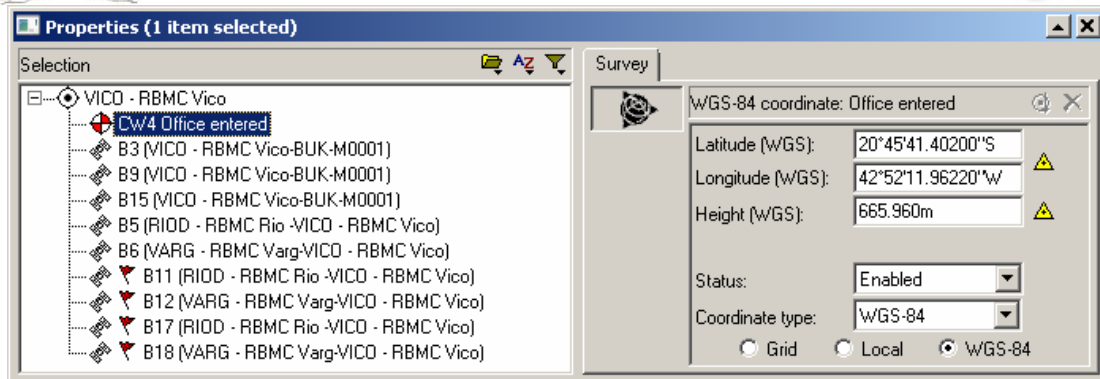 Properties (1 item selected)
Selection
AZ
VICO - RBMC Vico
CW4 Office entered
B3 (VICO - RBMC Vico-BUK-M0001)
B9 (VICO - RBMC Vico-BUK-M0001)
B15 (VICO - RBMC Vico-BUK-M0001)
B5 (RIOD - RBMC Rio -VICO - RBMC Vico)
B6 (VARG - RBMC Varg-VICO - RBMC Vico)
B11 (RIOD - RBMC Rio -VICO - RBMC Vico)
B12 (VARG - RBMC Varg-VICO - RBMC Vico)
B17 (RIOD - RBMC Rio -VICO - RBMC Vico)
B18 (VARG - RBMC Varg-VICO - RBMC Vico)
Survey
WGS-84 coordinate: Office entered
Latitude (WGS): 20°45'41.40200"S
Longitude (WGS): 42°52'11.96220"W
Height (WGS): 665.960m
Status: Enabled
Coordinate type: WGS-84
Grid Local WGS-84